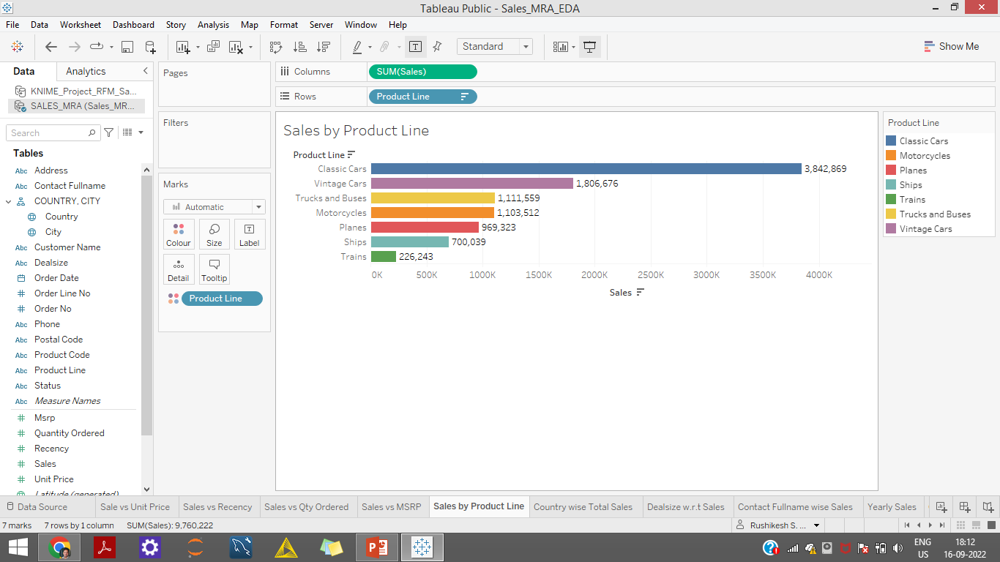 Tableau Public - Sales_MRA_EDA
File Data Worksheet Dashboard Story Analysis Map Format Server Window Help
Standard
Show Me
Data Analytics
KNIME_Project_RFM_Sa...
SALES_MRA (Sales_MR...
Search
Tables
Abc Address
Abc Contact Fullname
COUNTRY, CITY
Country
City
Abc Customer Name
Abc Dealsize
Order Date
# Order Line No
# Order No
Abc Phone
Abc Postal Code
Abc Product Code
Abc Product Line
Abc Status
Abc Measure Names
# Msrp
# Quantity Ordered
# Recency
# Sales
# Unit Price
Latitude (generated)
Pages
Filters
Marks
Automatic
Colour Size Label
Detail Tooltip
Product Line
Columns SUM(Sales)
Rows Product Line
Sales by Product Line
Product Line
Classic Cars 3,842,869
Vintage Cars 1,806,676
Trucks and Buses 1,111,559
Motorcycles 1,103,512
Planes 969,323
Ships 700,039
Trains 226,243
0K 500K 1000K 1500K 2000K 2500K 3000K 3500K 4000K
Sales
Product Line
Classic Cars
Motorcycles
Planes
Ships
Trains
Trucks and Buses
Vintage Cars
Data Source Sale vs Unit Price Sales vs Recency Sales vs Qty Ordered Sales vs MSRP Sales by Product Line Country wise Total Sales Dealsize w.r.t Sales Contact Fullname wise Sales Yearly Sales
7 marks 7 rows by 1 column SUM(Sales): 9,760,222 Rushikesh S. ...
ENG 18:12
US 16-09-2022